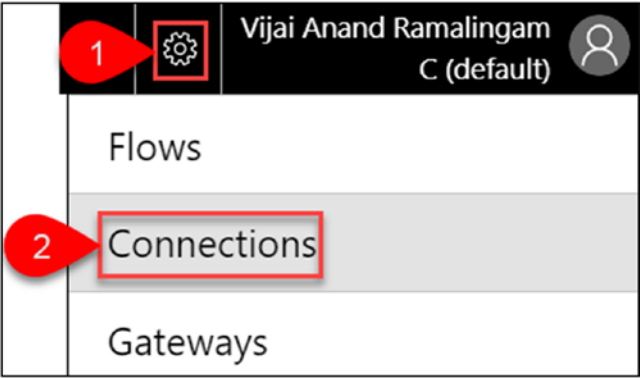 1
Vijai Anand Ramalingam
C (default)
Flows
2
Connections
Gateways